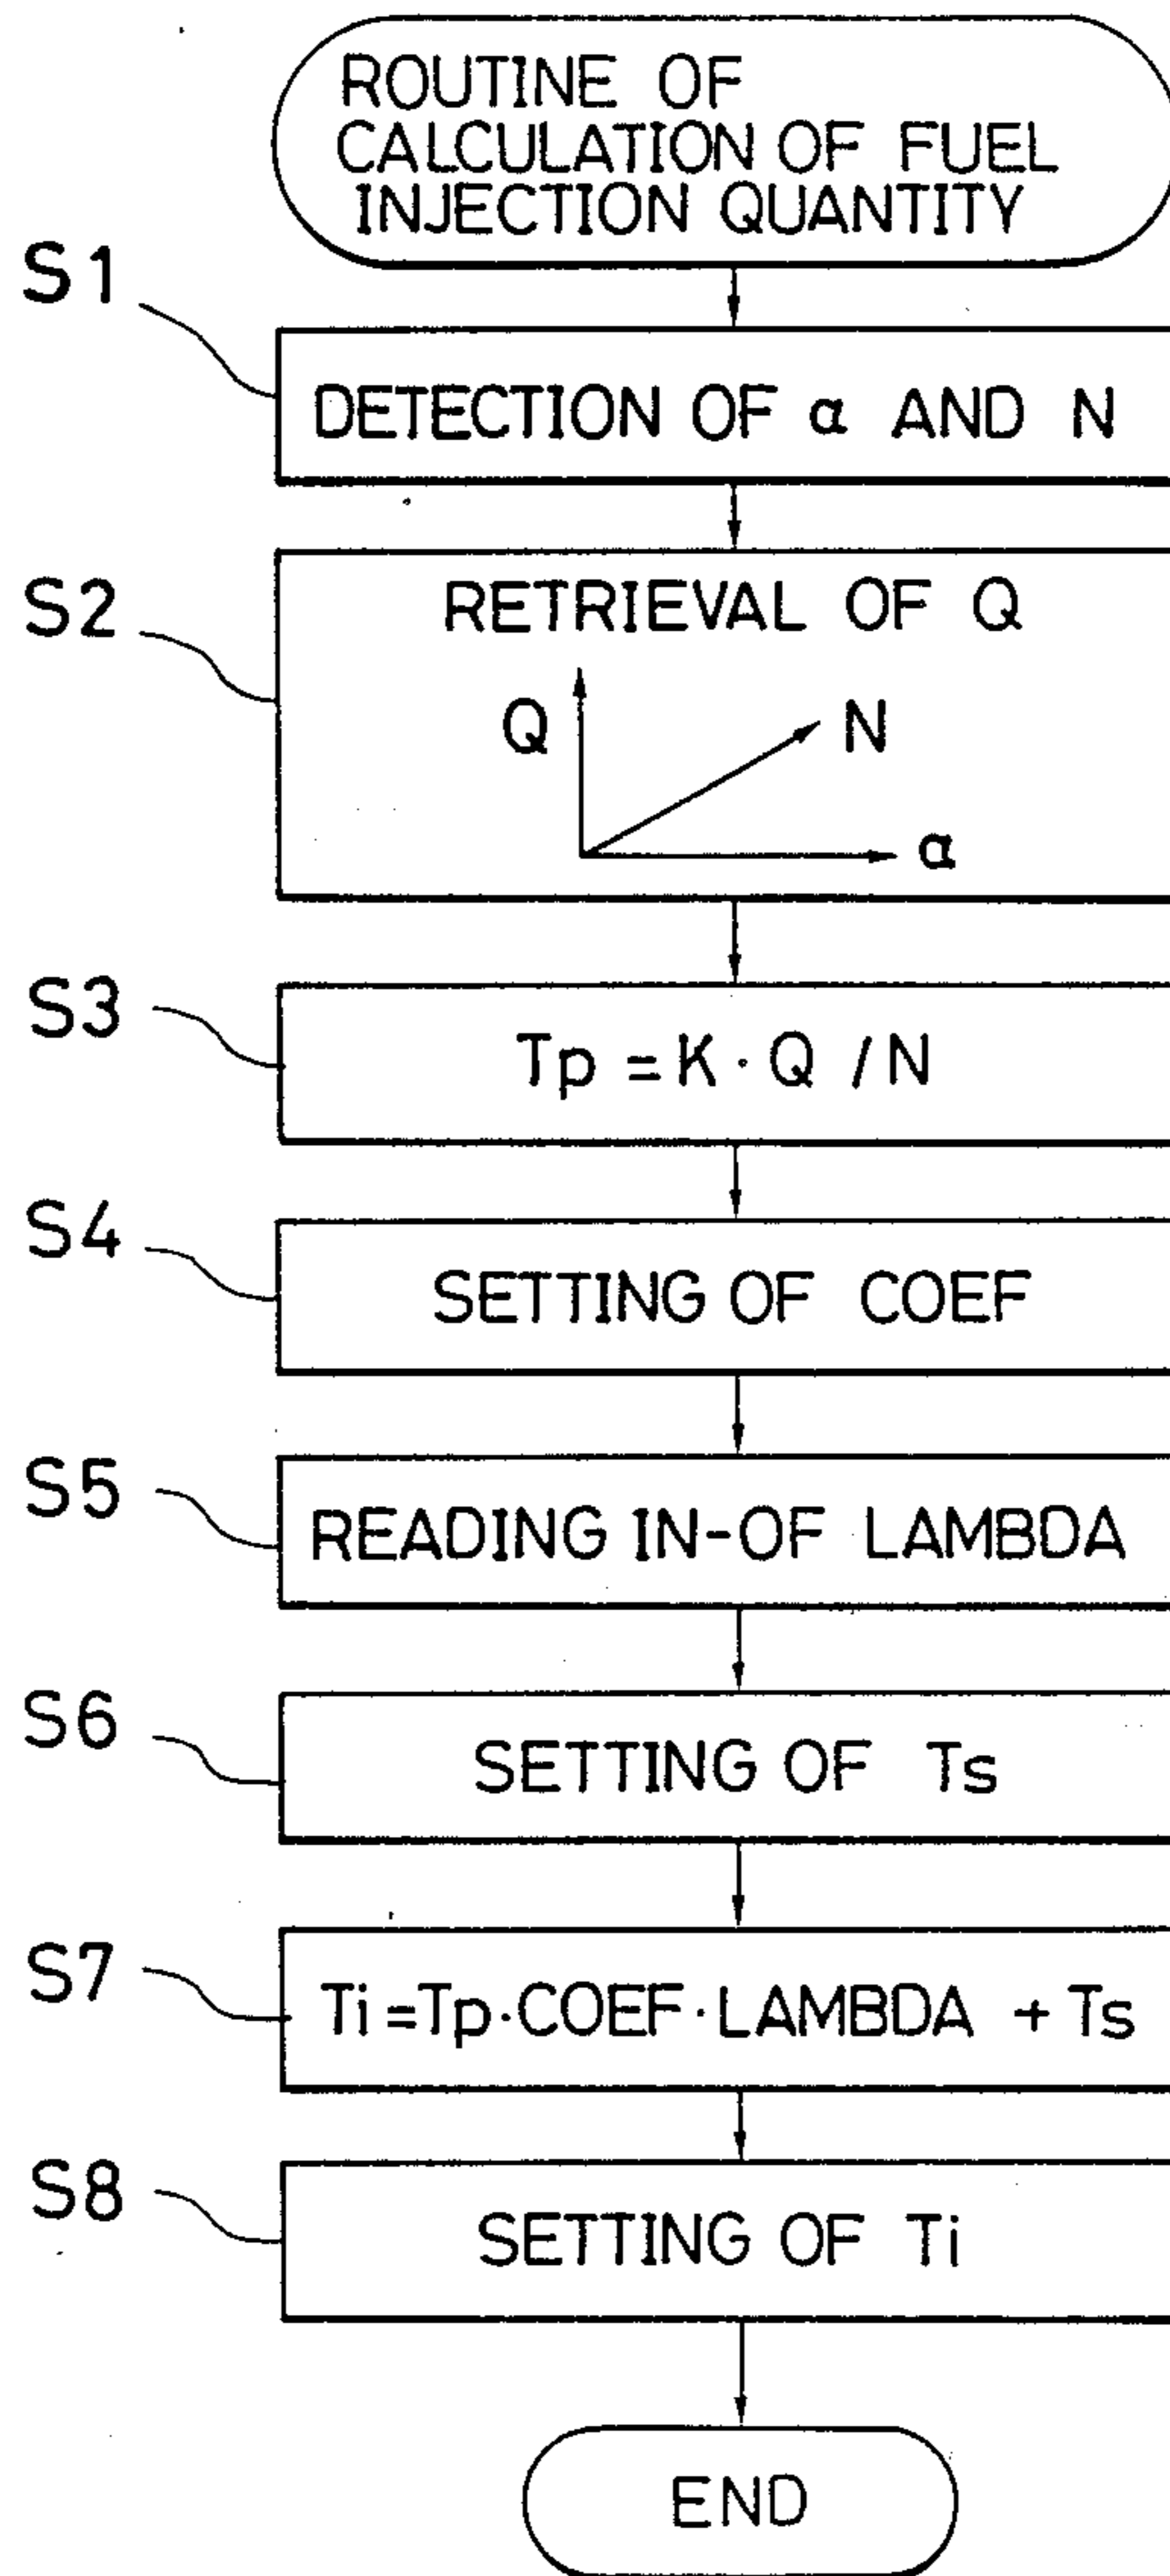 ROUTINE OF
CALCULATION OF FUEL
INJECTION QUANTITY
S1
DETECTION OF α AND N
S2
RETRIEVAL OF Q
Q
N
α
S3
Tp = K · Q / N
S4
SETTING OF COEF
S5
READING IN-OF LAMBDA
S6
SETTING OF Ts
S7
Ti = Tp · COEF · LAMBDA + Ts
S8
SETTING OF Ti
END